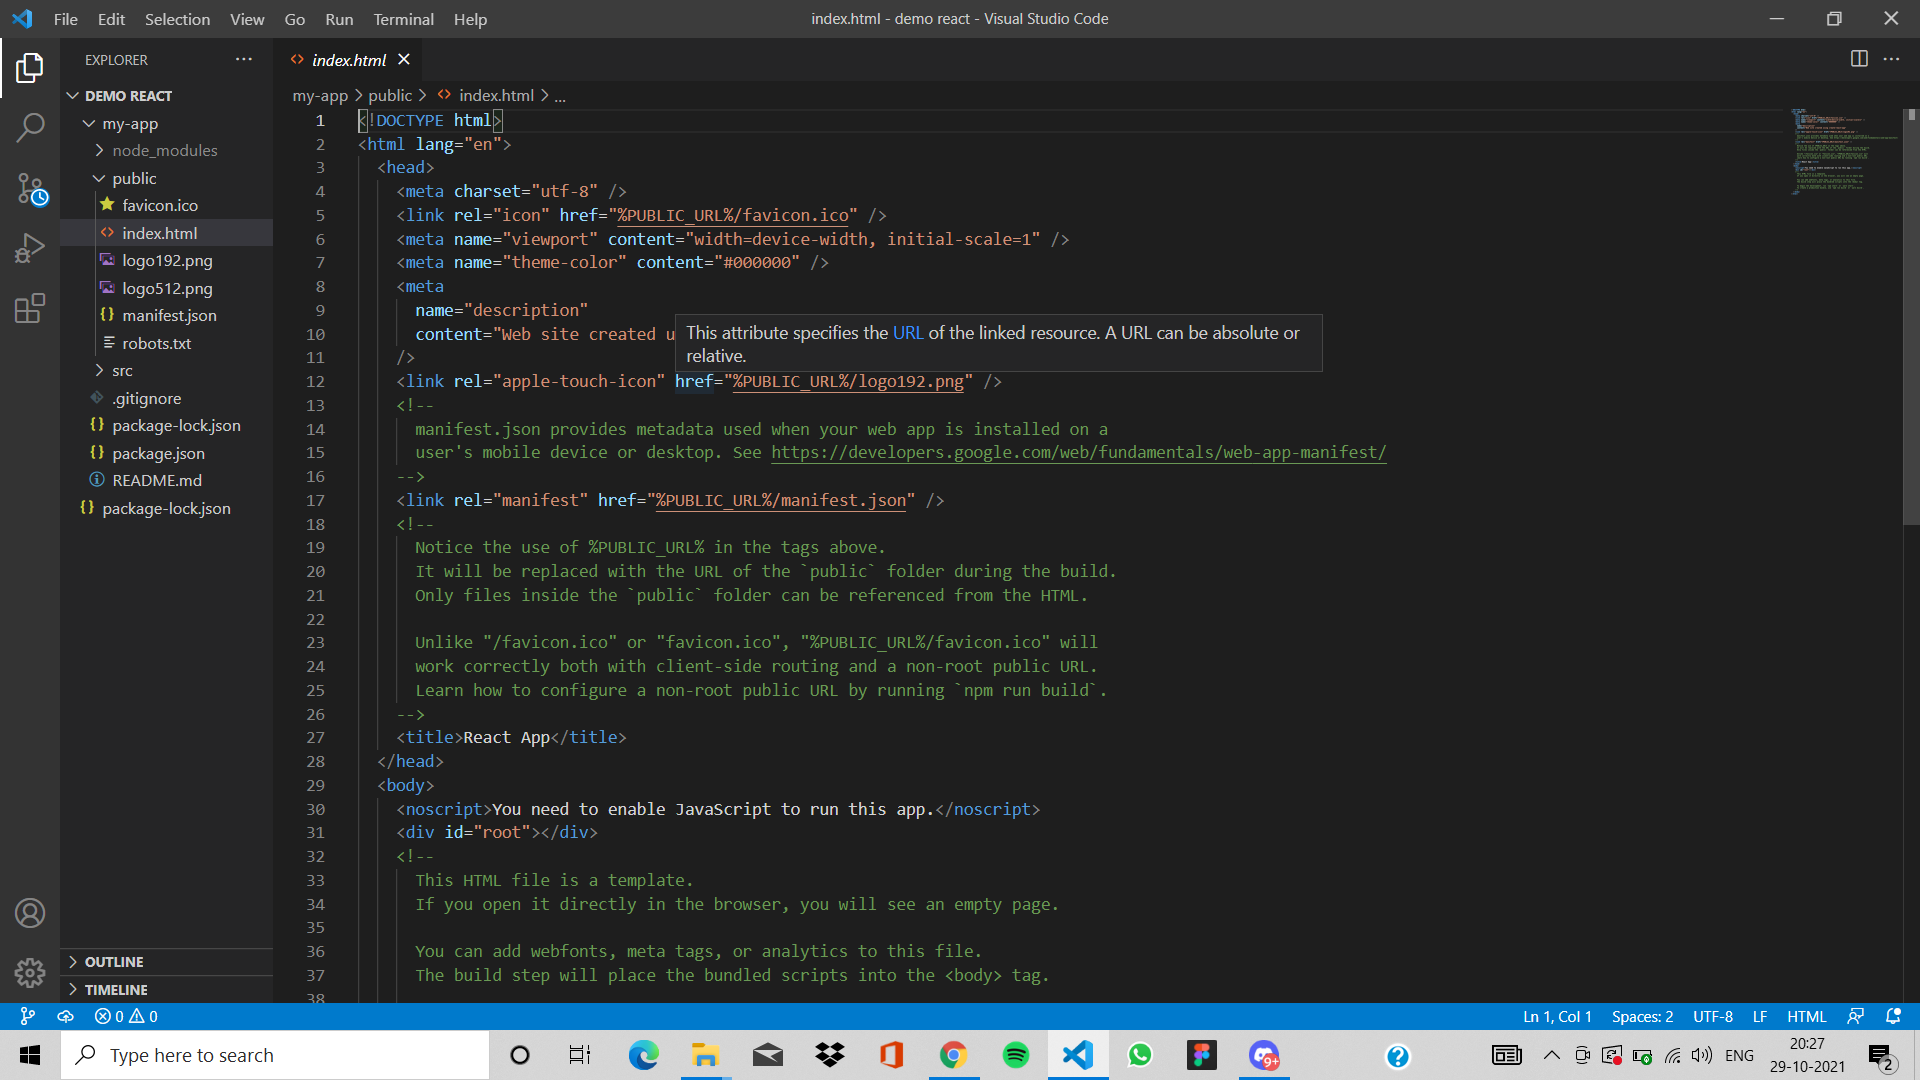 File Edit Selection View Go Run Terminal Help
index.html - demo react - Visual Studio Code
EXPLORER
DEMO REACT
my-app
node_modules
public
favicon.ico
index.html
logo192.png
logo512.png
manifest.json
robots.txt
src
.gitignore
package-lock.json
package.json
README.md
package-lock.json
OUTLINE
TIMELINE
index.html
my-app > public > index.html > ...
1 <!DOCTYPE html>
2 <html lang="en">
3 <head>
4 <meta charset="utf-8" />
5 <link rel="icon" href="%PUBLIC_URL%/favicon.ico" />
6 <meta name="viewport" content="width=device-width, initial-scale=1" />
7 <meta name="theme-color" content="#000000" />
8 <meta
9 name="description"
10 content="Web site created u
This attribute specifies the URL of the linked resource. A URL can be absolute or
relative.
11 />
12 <link rel="apple-touch-icon" href="%PUBLIC_URL%/logo192.png" />
13 <!--
14 manifest.json provides metadata used when your web app is installed on a
15 user's mobile device or desktop. See https://developers.google.com/web/fundamentals/web-app-manifest/
16 -->
17 <link rel="manifest" href="%PUBLIC_URL%/manifest.json" />
18 <!--
19 Notice the use of %PUBLIC_URL% in the tags above.
20 It will be replaced with the URL of the `public` folder during the build.
21 Only files inside the `public` folder can be referenced from the HTML.
22
23 Unlike "/favicon.ico" or "favicon.ico", "%PUBLIC_URL%/favicon.ico" will
24 work correctly both with client-side routing and a non-root public URL.
25 Learn how to configure a non-root public URL by running `npm run build`.
26 -->
27 <title>React App</title>
28 </head>
29 <body>
30 <noscript>You need to enable JavaScript to run this app.</noscript>
31 <div id="root"></div>
32 <!--
33 This HTML file is a template.
34 If you open it directly in the browser, you will see an empty page.
35
36 You can add webfonts, meta tags, or analytics to this file.
37 The build step will place the bundled scripts into the <body> tag.
38
0 0
Ln 1, Col 1 Spaces: 2 UTF-8 LF HTML
Type here to search
9+
ENG
20:27
29-10-2021
2